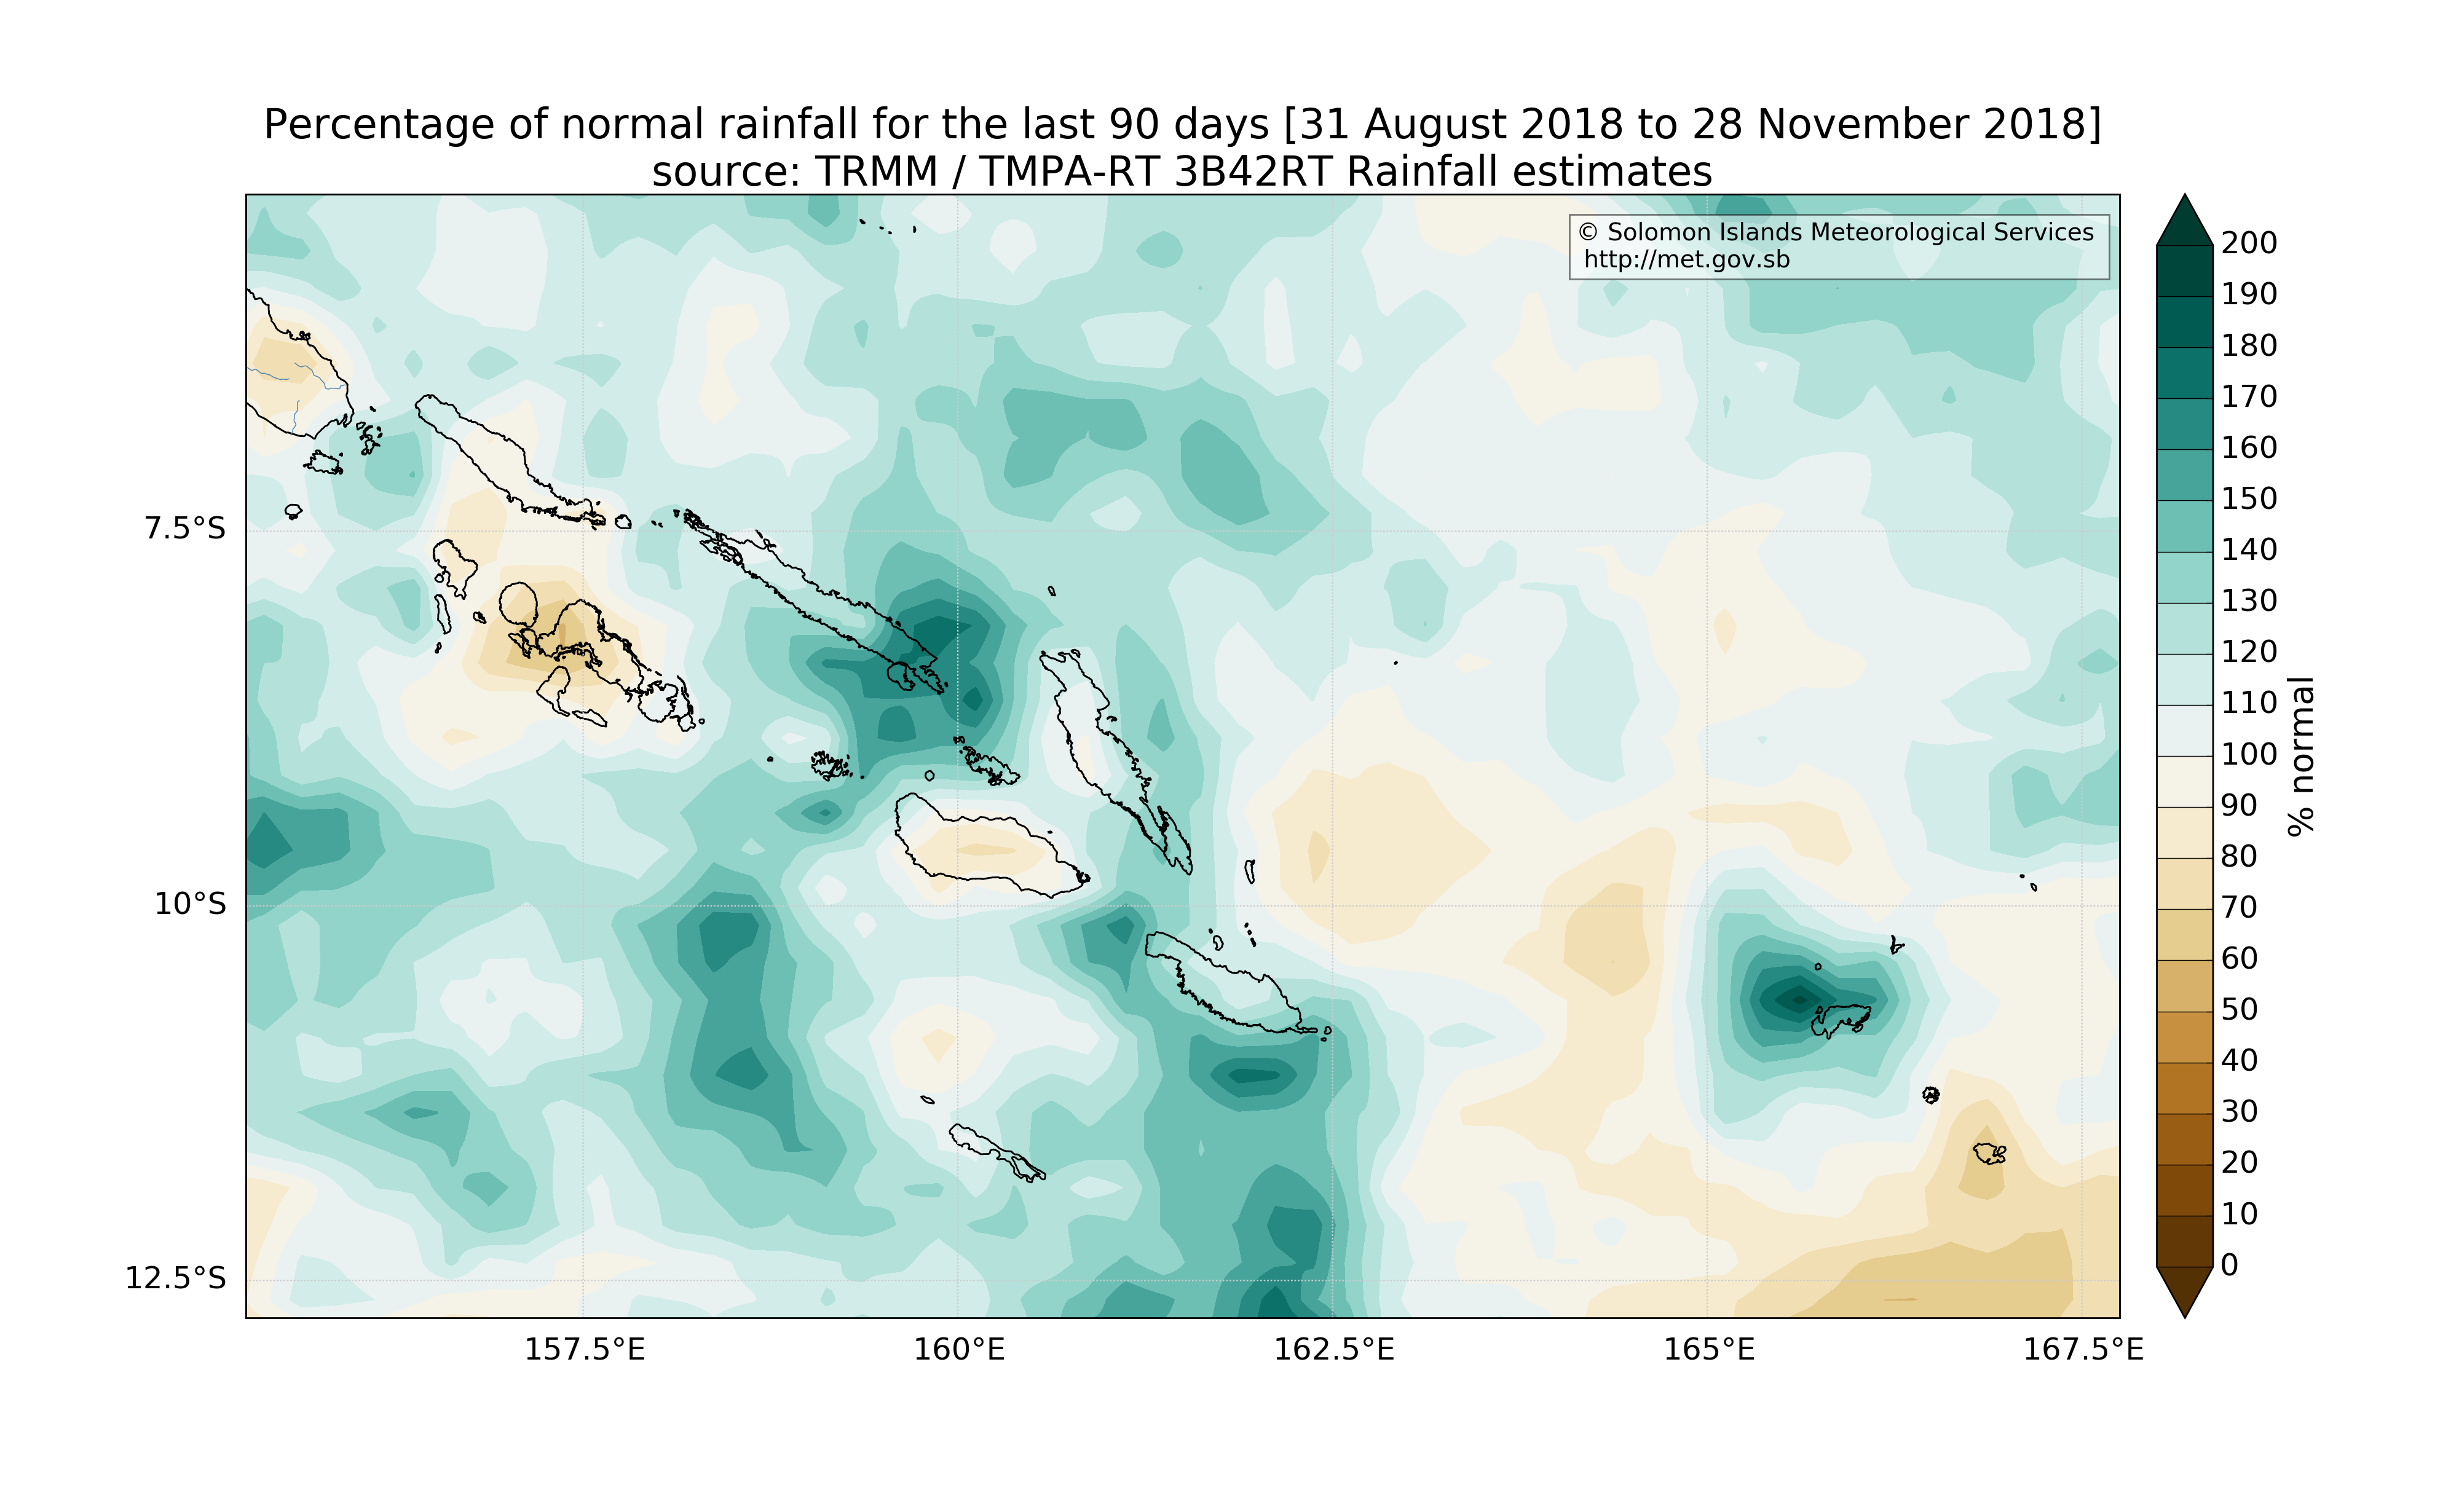 Percentage of normal rainfall for the last 90 days [31 August 2018 to 28 November 2018]
source: TRMM / TMPA-RT 3B42RT Rainfall estimates
© Solomon Islands Meteorological Services
http://met.gov.sb
7.5°S
10°S
12.5°S
157.5°E
160°E
162.5°E
165°E
167.5°E
200
190
180
170
160
150
140
130
120
110
100
90
80
70
60
50
40
30
20
10
0
% normal